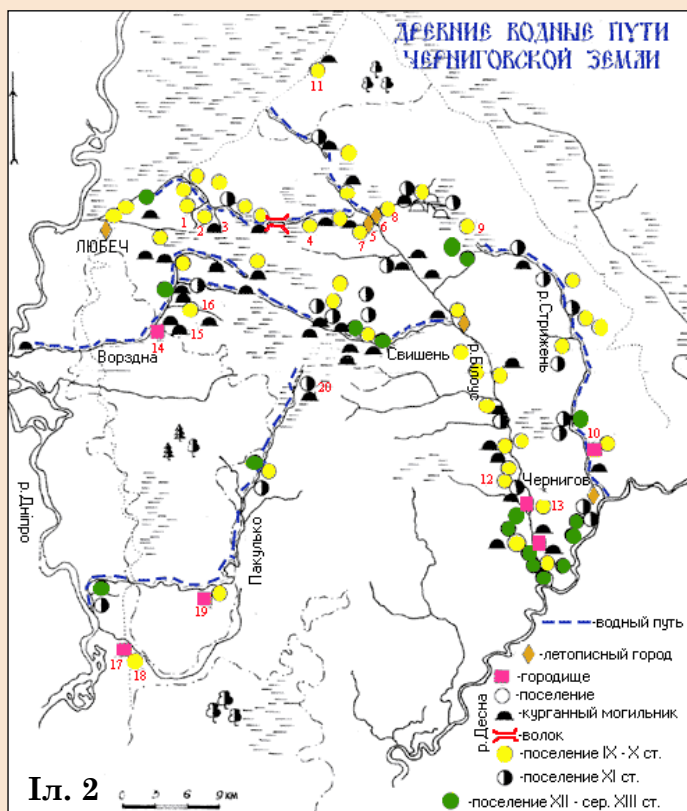 ДРЕВНИЕ ВОДНЫЕ ПУТИ
ЧЕРНИГОВСКОЙ ЗЕМЛИ
11
1
2
3
4
7
5
6
8
9
ЛЮБЕЧ
р.Стрижень
16
15
14
Ворздна
Свишень
р.Білоус
20
10
12
Чернигов
13
р.Дніпро
Пакулько
19
17
18
р.Десна
-водный путь
-летописный город
-городище
-поселение
-курганный могильник
-волок
-поселение IX - X ст.
-поселение XI ст.
-поселение XII - сер. XIII ст.
Іл. 2
0 3 6 9 км